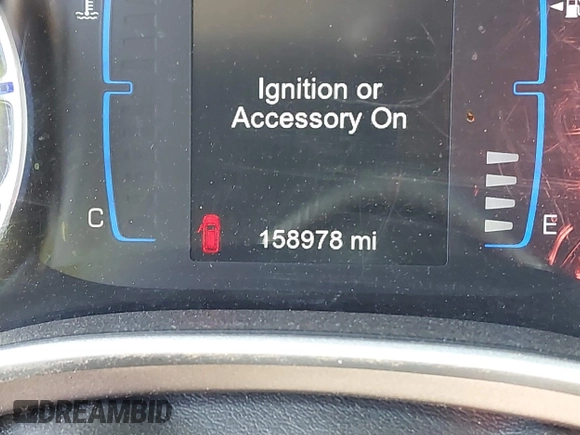 Ignition or
Accessory On
C
158978 mi
E
DREAMBID